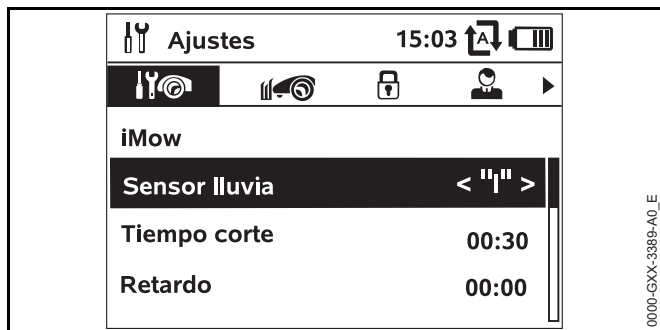 Ajustes 15:03 A
iMow
Sensor lluvia < "I" >
Tiempo corte 00:30
Retardo 00:00
0000-GXX-3389-A0_E